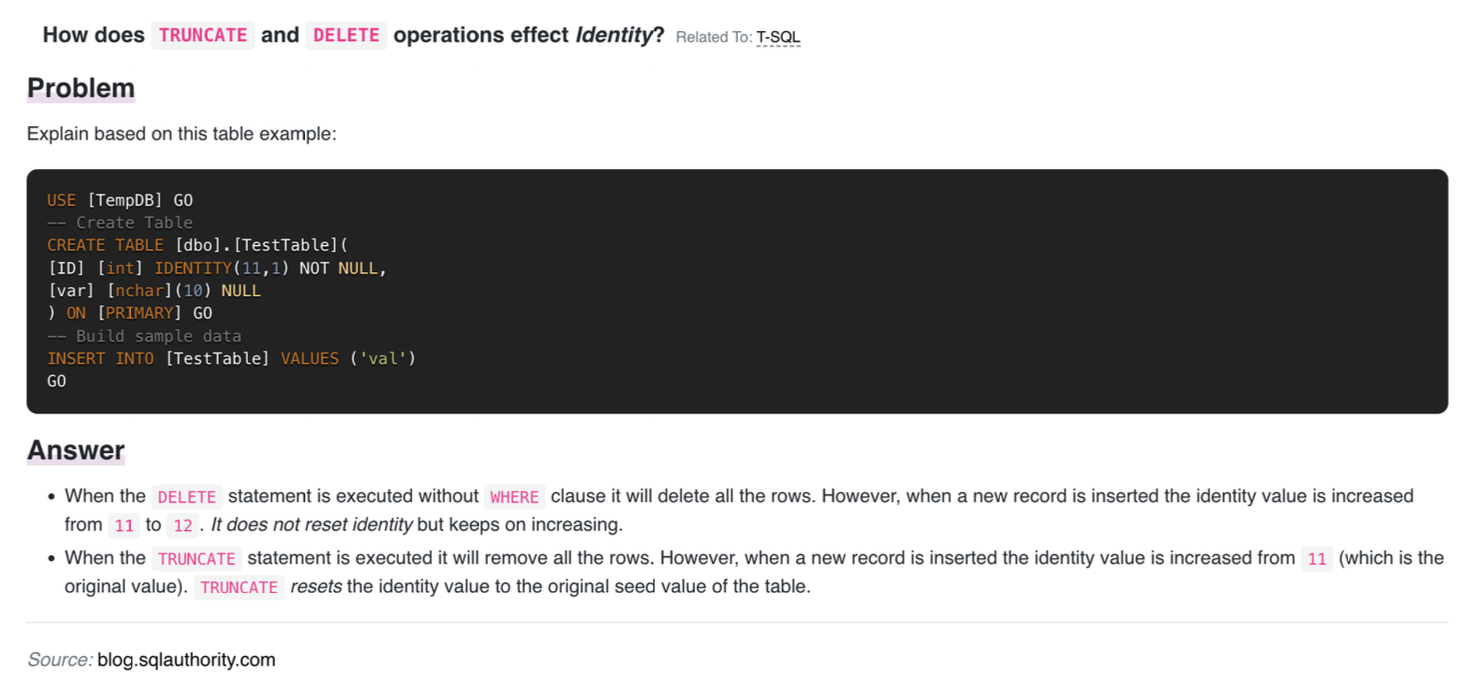 How does TRUNCATE and DELETE operations effect Identity? Related To: T-SQL
Problem
Explain based on this table example:
USE [TempDB] GO
—— Create Table
CREATE TABLE [dbo].[TestTable](
[ID] [int] IDENTITY(11,1) NOT NULL,
[var] [nchar](10) NULL
) ON [PRIMARY] GO
—— Build sample data
INSERT INTO [TestTable] VALUES ('val')
GO
Answer
• When the DELETE statement is executed without WHERE clause it will delete all the rows. However, when a new record is inserted the identity value is increased
from 11 to 12 . It does not reset identity but keeps on increasing.
• When the TRUNCATE statement is executed it will remove all the rows. However, when a new record is inserted the identity value is increased from 11 (which is the
original value). TRUNCATE resets the identity value to the original seed value of the table.
Source: blog.sqlauthority.com